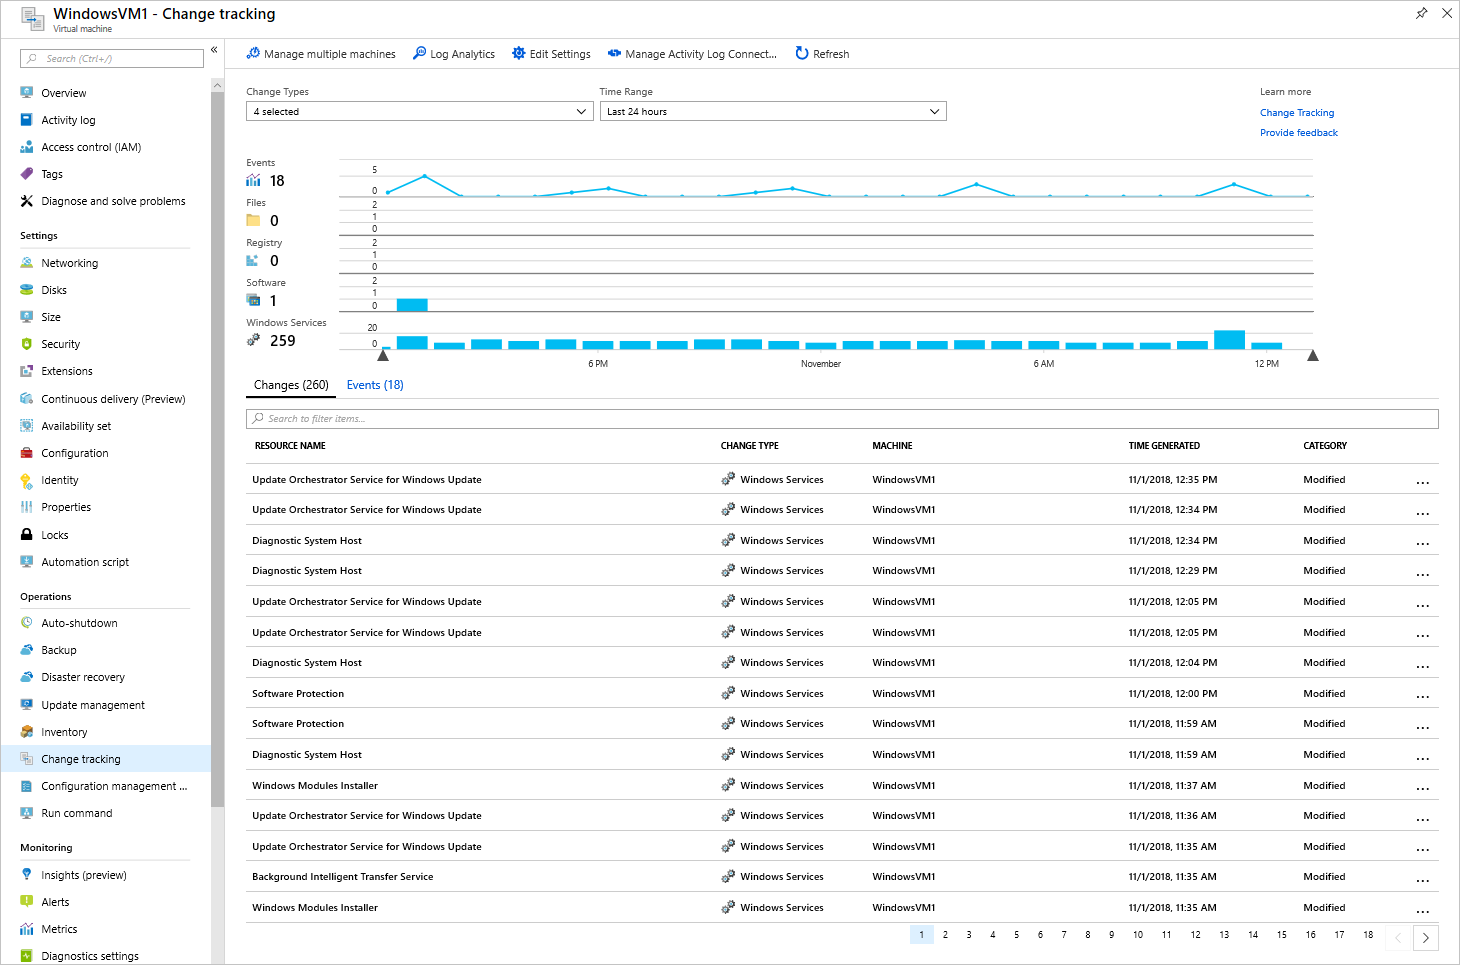 WindowsVM1 - Change tracking
Virtual machine
Search (Ctrl+/)
«
Overview
Activity log
Access control (IAM)
Tags
Diagnose and solve problems
Settings
Networking
Disks
Size
Security
Extensions
Continuous delivery (Preview)
Availability set
Configuration
Identity
Properties
Locks
Automation script
Operations
Auto-shutdown
Backup
Disaster recovery
Update management
Inventory
Change tracking
Configuration management ...
Run command
Monitoring
Insights (preview)
Alerts
Metrics
Diagnostics settings
Manage multiple machines Log Analytics Edit Settings Manage Activity Log Connect... Refresh
Change Types Time Range
4 selected Last 24 hours
Learn more
Change Tracking
Provide feedback
Events
18
5
0
Files
0
2
1
0
Registry
0
2
1
0
Software
1
2
1
0
Windows Services
259
20
0
6 PM November 6 AM 12 PM
Changes (260) Events (18)
Search to filter items...
RESOURCE NAME CHANGE TYPE MACHINE TIME GENERATED CATEGORY
Update Orchestrator Service for Windows Update Windows Services WindowsVM1 11/1/2018, 12:35 PM Modified ...
Update Orchestrator Service for Windows Update Windows Services WindowsVM1 11/1/2018, 12:34 PM Modified ...
Diagnostic System Host Windows Services WindowsVM1 11/1/2018, 12:34 PM Modified ...
Diagnostic System Host Windows Services WindowsVM1 11/1/2018, 12:29 PM Modified ...
Update Orchestrator Service for Windows Update Windows Services WindowsVM1 11/1/2018, 12:05 PM Modified ...
Update Orchestrator Service for Windows Update Windows Services WindowsVM1 11/1/2018, 12:05 PM Modified ...
Diagnostic System Host Windows Services WindowsVM1 11/1/2018, 12:04 PM Modified ...
Software Protection Windows Services WindowsVM1 11/1/2018, 12:00 PM Modified ...
Software Protection Windows Services WindowsVM1 11/1/2018, 11:59 AM Modified ...
Diagnostic System Host Windows Services WindowsVM1 11/1/2018, 11:59 AM Modified ...
Windows Modules Installer Windows Services WindowsVM1 11/1/2018, 11:37 AM Modified ...
Update Orchestrator Service for Windows Update Windows Services WindowsVM1 11/1/2018, 11:36 AM Modified ...
Update Orchestrator Service for Windows Update Windows Services WindowsVM1 11/1/2018, 11:35 AM Modified ...
Background Intelligent Transfer Service Windows Services WindowsVM1 11/1/2018, 11:35 AM Modified ...
Windows Modules Installer Windows Services WindowsVM1 11/1/2018, 11:35 AM Modified ...
1 2 3 4 5 6 7 8 9 10 11 12 13 14 15 16 17 18